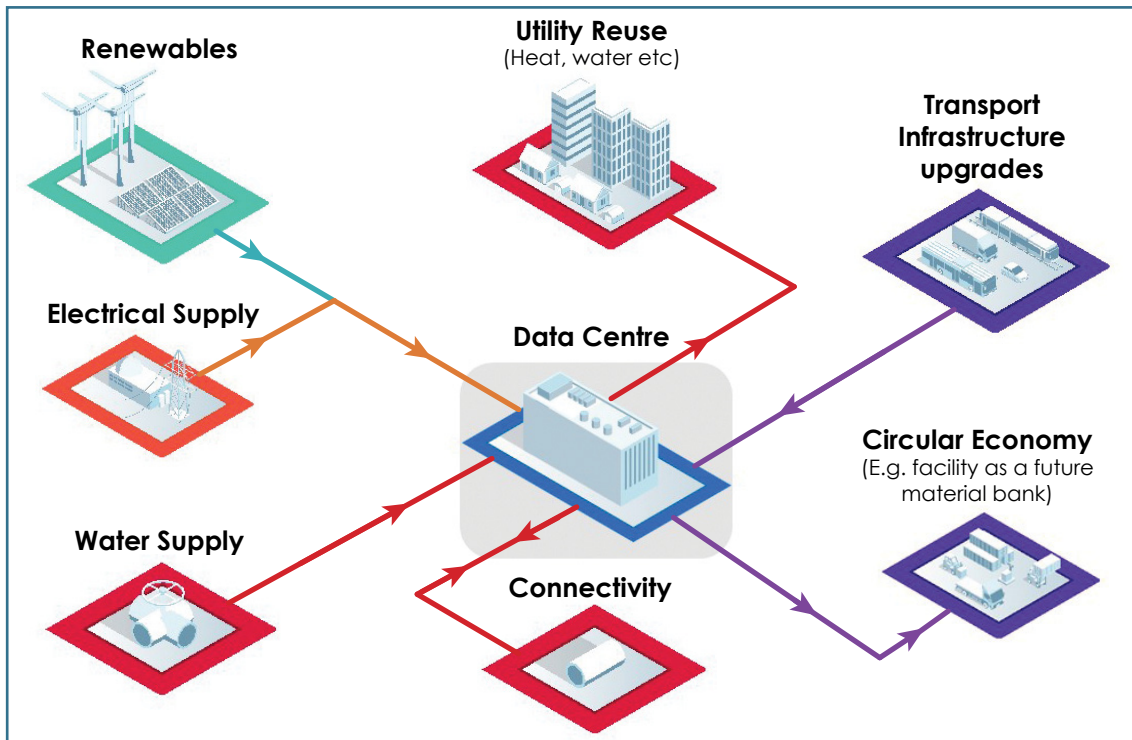 Renewables
Utility Reuse
(Heat, water etc)
Transport
Infrastructure
upgrades
Electrical Supply
Data Centre
Circular Economy
(E.g. facility as a future
material bank)
Water Supply
Connectivity